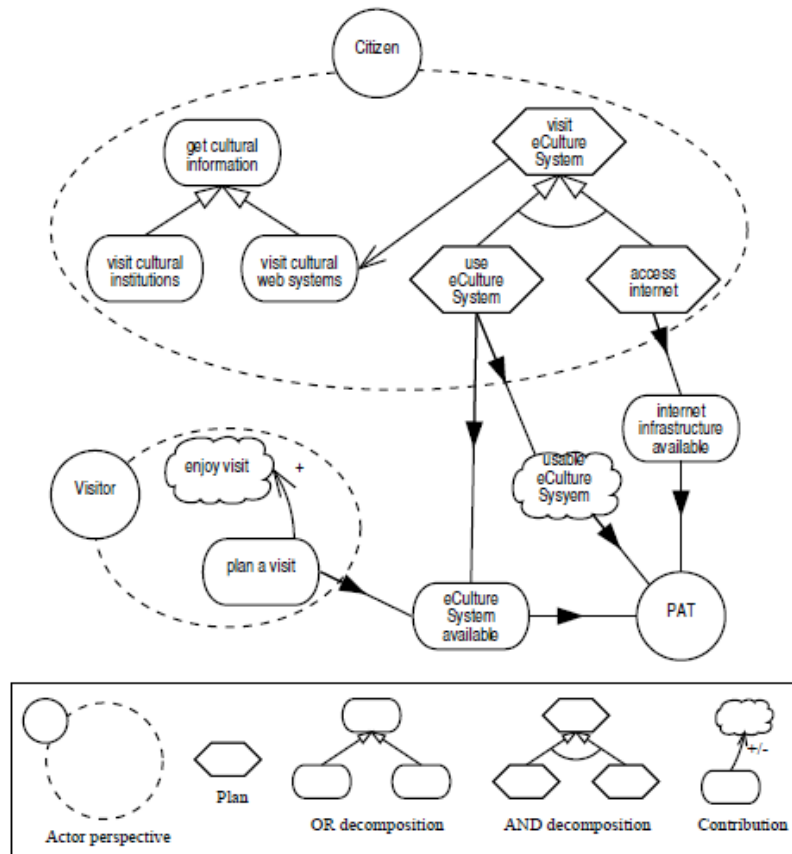 Citizen
get cultural
information
visit
eCulture
System
visit cultural
institutions
visit cultural
web systems
use
eCulture
System
access
internet
internet
infrastructure
available
Visitor
enjoy visit
+
usable
eCulture
Sysyem
plan a visit
eCulture
System
available
PAT
+/-
Plan
Actor perspective
OR decomposition
AND decomposition
Contribution